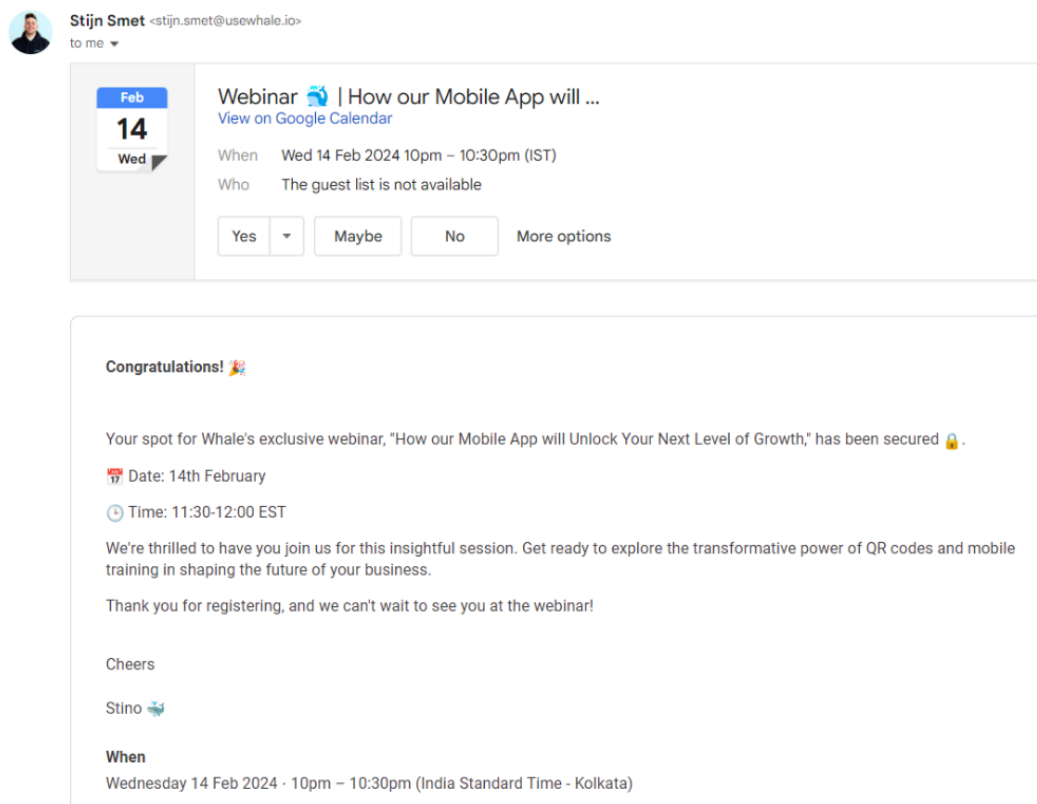 Stijn Smet <stijn.smet@usewhale.io>
to me
Feb
14
Wed
Webinar 🐳 | How our Mobile App will ...
View on Google Calendar
When Wed 14 Feb 2024 10pm – 10:30pm (IST)
Who The guest list is not available
Yes Maybe No More options
Congratulations! 🎉
Your spot for Whale's exclusive webinar, "How our Mobile App will Unlock Your Next Level of Growth," has been secured 🔒.
📅 Date: 14th February
🕒 Time: 11:30-12:00 EST
We're thrilled to have you join us for this insightful session. Get ready to explore the transformative power of QR codes and mobile
training in shaping the future of your business.
Thank you for registering, and we can't wait to see you at the webinar!
Cheers
Stino 🐳
When
Wednesday 14 Feb 2024 · 10pm – 10:30pm (India Standard Time - Kolkata)